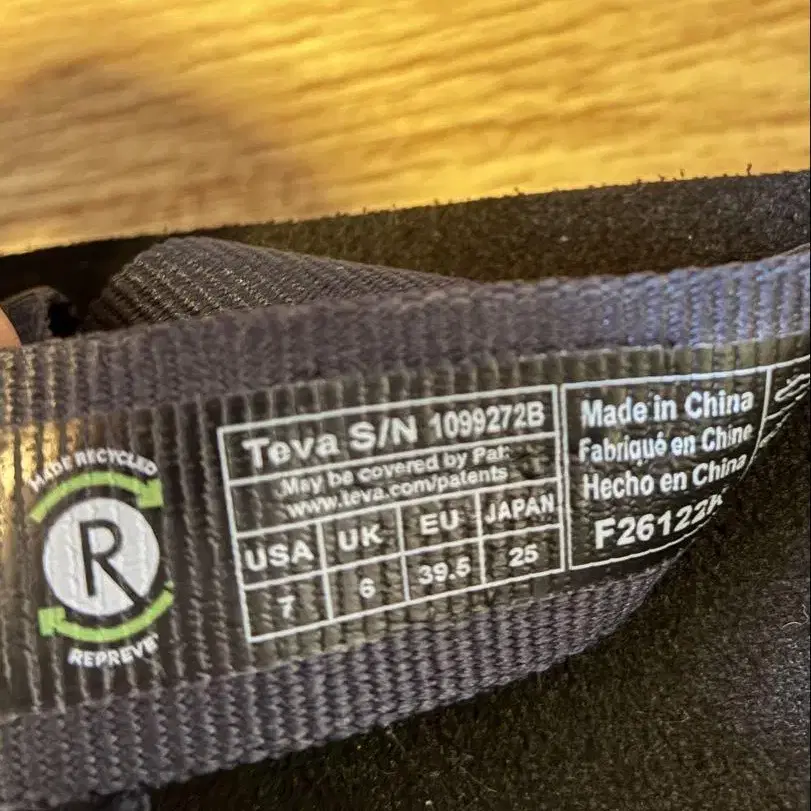 MADE RECYCLED
R
REPREVE
Teva S/N 1099272B
May be covered by Pat:
www.teva.com/patents
USA UK EU JAPAN
7 6 39.5 25
Made in China
Fabriqué en Chine
Hecho en China
F26122K